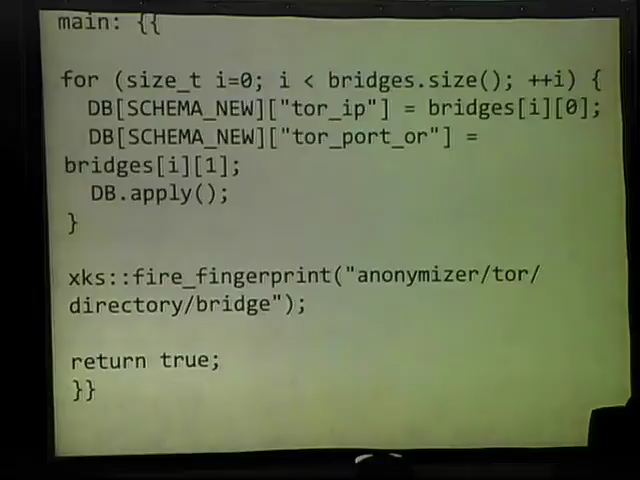 main: {{
for (size_t i=0; i < bridges.size(); ++i) {
DB[SCHEMA_NEW]["tor_ip"] = bridges[i][0];
DB[SCHEMA_NEW]["tor_port_or"] =
bridges[i][1];
DB.apply();
}
xks::fire_fingerprint("anonymizer/tor/
directory/bridge");
return true;
}}